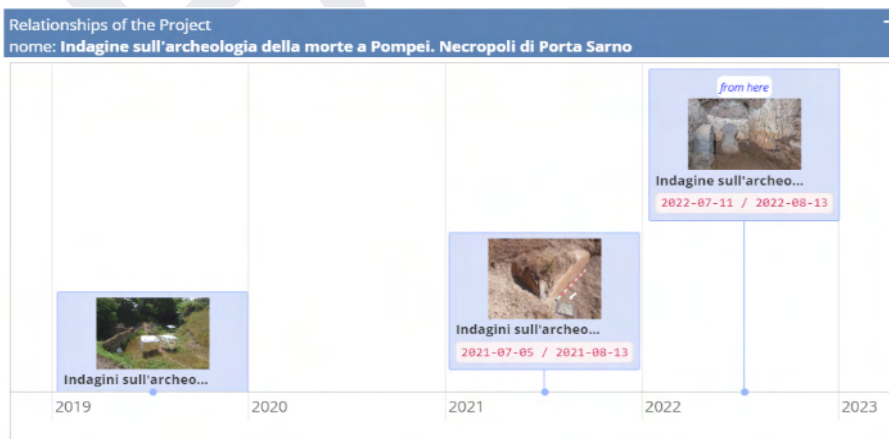 Relationships of the Project
nome: Indagine sull'archeologia della morte a Pompei. Necropoli di Porta Sarno
from here
Indagine sull'archeo...
2022-07-11 / 2022-08-13
Indagini sull'archeo...
2021-07-05 / 2021-08-13
Indagini sull'archeo...
2019
2020
2021
2022
2023